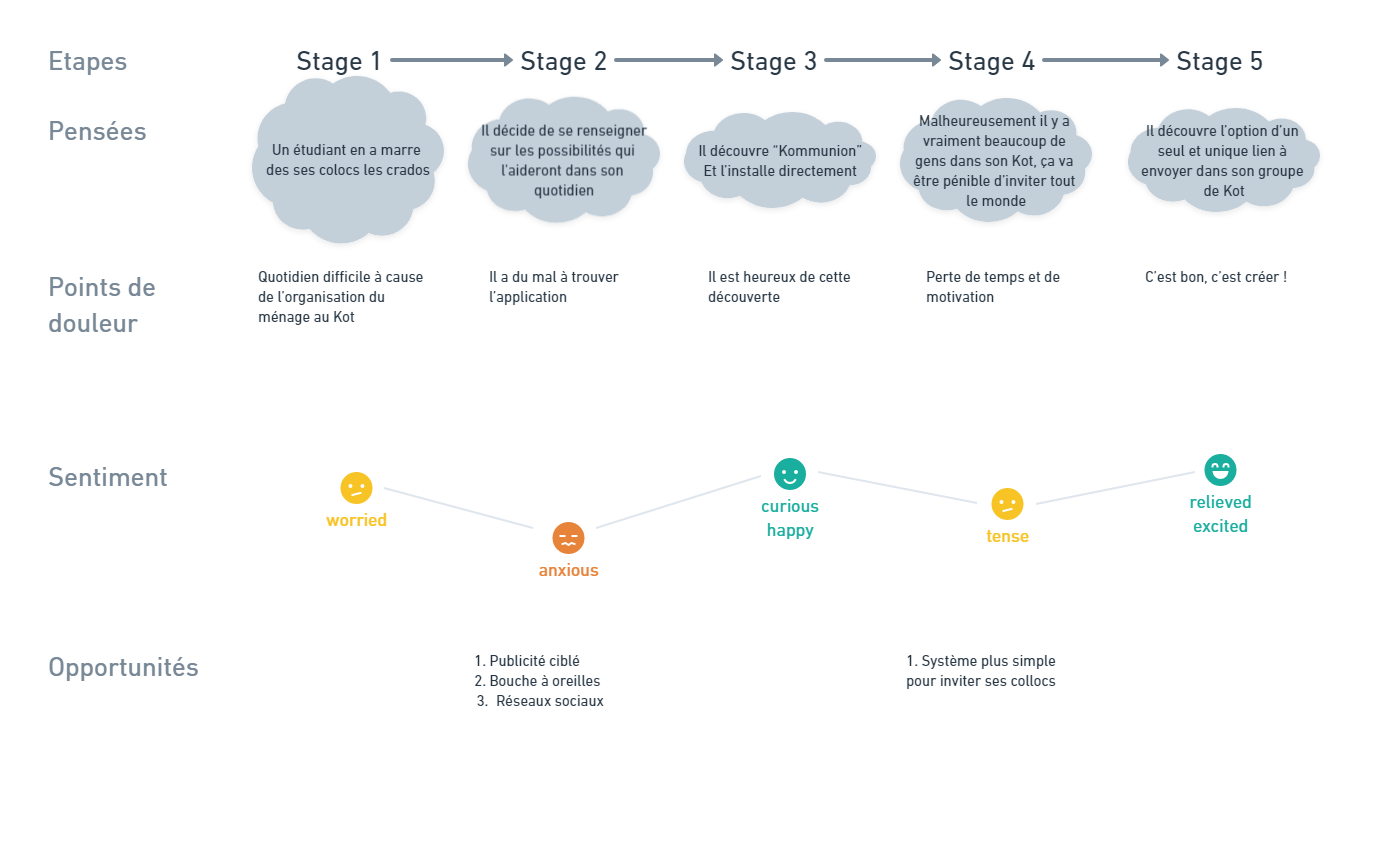 Etapes
Stage 1
Stage 2
Stage 3
Stage 4
Stage 5
Pensées
Un étudiant en a marre
des ses colocs les crados
Il décide de se renseigner
sur les possibilités qui
l'aideront dans son
quotidien
Il découvre “Kommunion”
Et l'installe directement
Malheureusement il y a
vraiment beaucoup de
gens dans son Kot, ça va
être pénible d'inviter tout
le monde
Il découvre l'option d'un
seul et unique lien à
envoyer dans son groupe
de Kot
Points de
douleur
Quotidien difficile à cause
de l'organisation du
ménage au Kot
Il a du mal à trouver
l'application
Il est heureux de cette
découverte
Perte de temps et de
motivation
C'est bon, c'est créer !
Sentiment
worried
anxious
curious
happy
tense
relieved
excited
Opportunités
1. Publicité ciblé
2. Bouche à oreilles
3. Réseaux sociaux
1. Système plus simple
pour inviter ses collocs